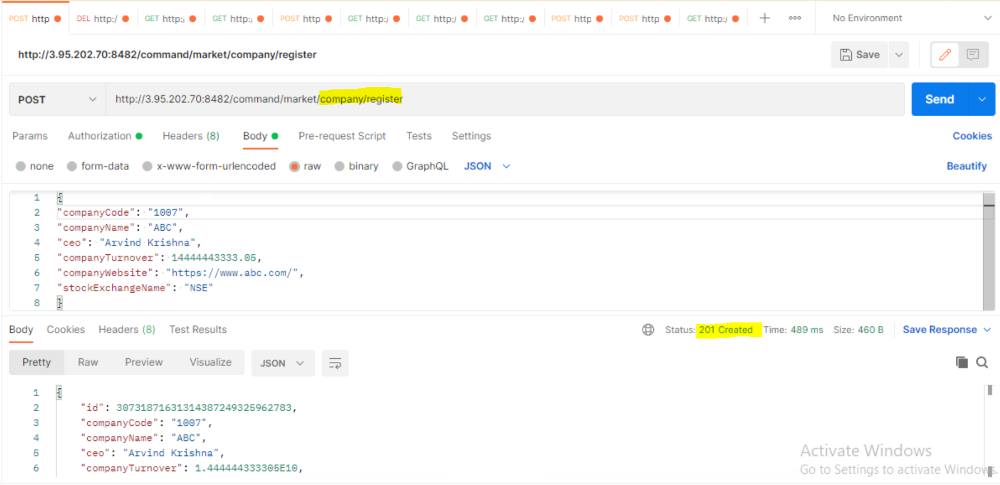 POST http DEL http:/ GET http:/ GET http:/ POST http GET http:/ GET http:/ GET http:/ POST http POST http GET http:/ + ooo No Environment
http://3.95.202.70:8482/command/market/company/register Save
POST http://3.95.202.70:8482/command/market/company/register Send
Params Authorization Headers (8) Body Pre-request Script Tests Settings Cookies
none form-data x-www-form-urlencoded raw binary GraphQL JSON Beautify
1 {
2 "companyCode": "1007",
3 "companyName": "ABC",
4 "ceo": "Arvind Krishna",
5 "companyTurnover": 14444443333.05,
6 "companyWebsite": "https://www.abc.com/",
7 "stockExchangeName": "NSE"
8 }
Body Cookies Headers (8) Test Results Status: 201 Created Time: 489 ms Size: 460 B Save Response
Pretty Raw Preview Visualize JSON
1 {
2 "id": 30731871631314387249325962783,
3 "companyCode": "1007",
4 "companyName": "ABC",
5 "ceo": "Arvind Krishna",
6 "companyTurnover": 1.444444333305E10,
Activate Windows
Go to Settings to activate Windows.